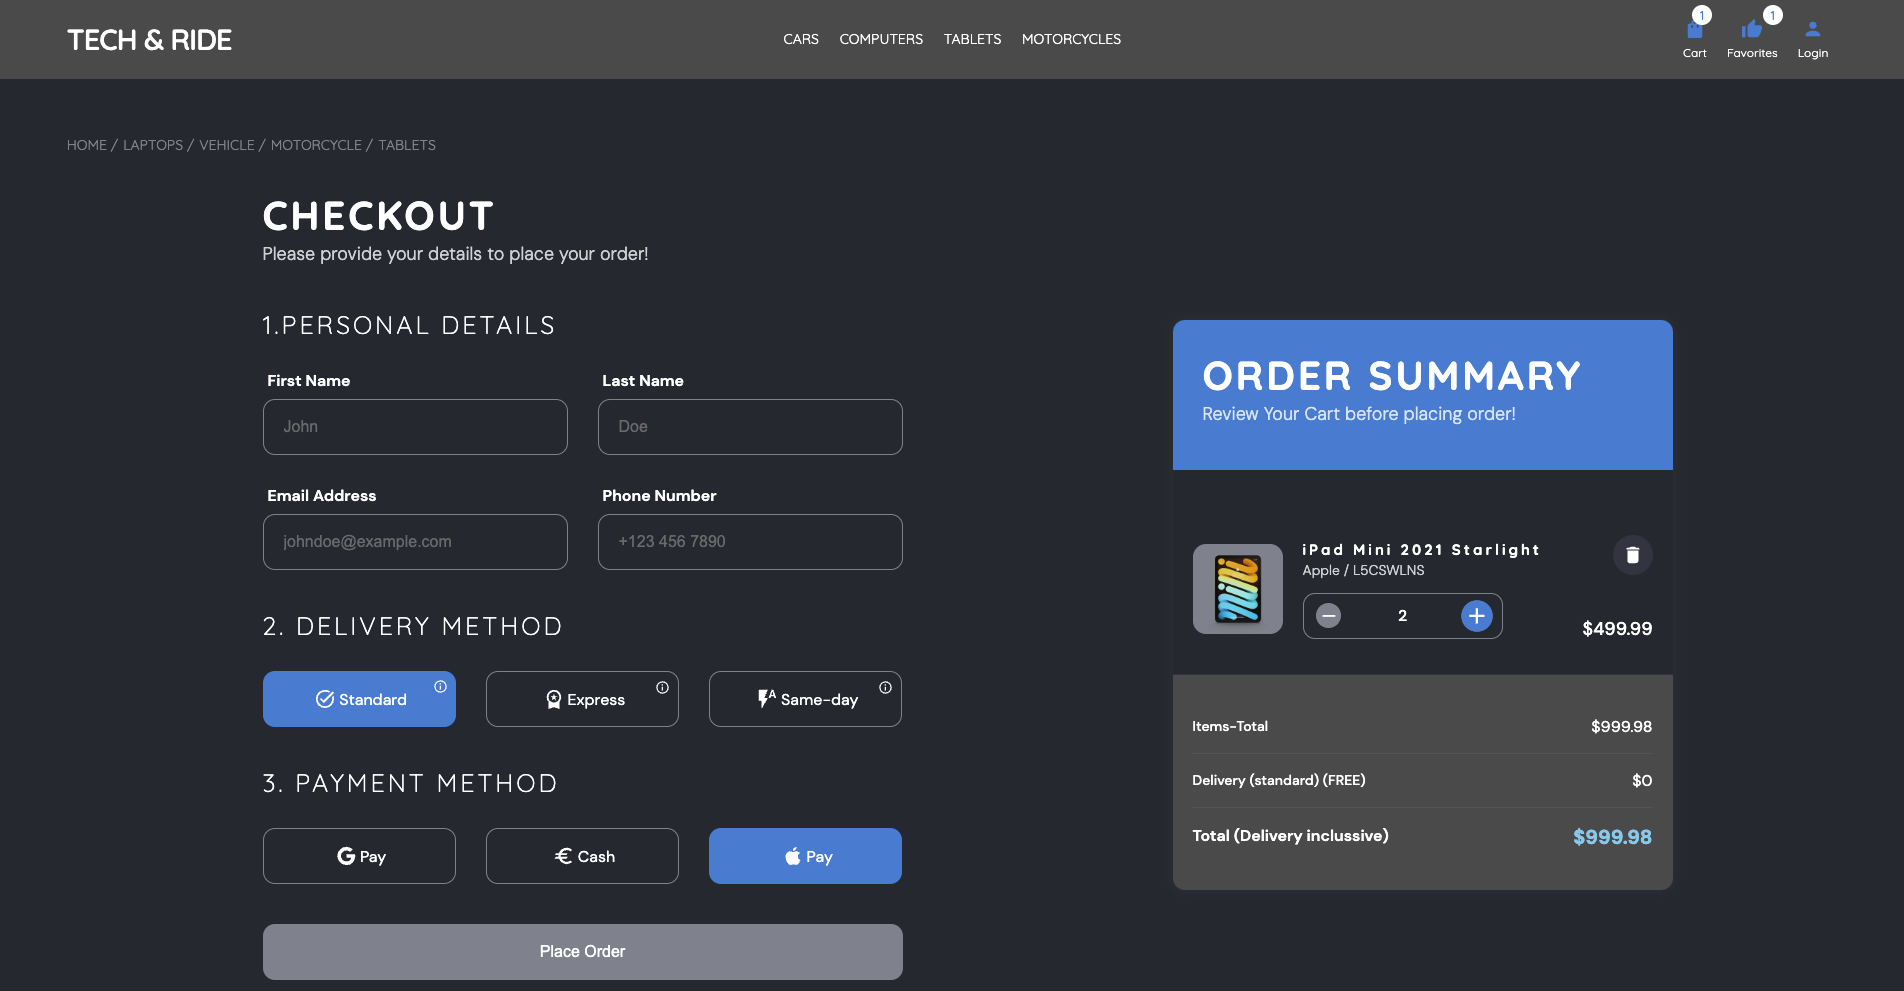 TECH & RIDE
CARS COMPUTERS TABLETS MOTORCYCLES
1 1
Cart Favorites Login
HOME / LAPTOPS / VEHICLE / MOTORCYCLE / TABLETS
CHECKOUT
Please provide your details to place your order!
1.PERSONAL DETAILS
First Name Last Name
John Doe
Email Address Phone Number
johndoe@example.com +123 456 7890
2. DELIVERY METHOD
Standard Express Same-day
3. PAYMENT METHOD
G Pay € Cash Pay
Place Order
ORDER SUMMARY
Review Your Cart before placing order!
iPad Mini 2021 Starlight
Apple / L5CSWLNS
2
$499.99
Items-Total $999.98
Delivery (standard) (FREE) $0
Total (Delivery inclussive) $999.98